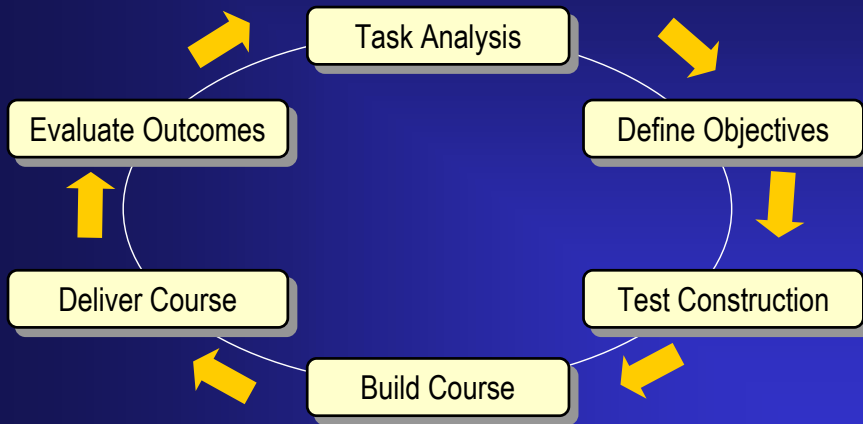 Task Analysis
Define Objectives
Test Construction
Build Course
Deliver Course
Evaluate Outcomes